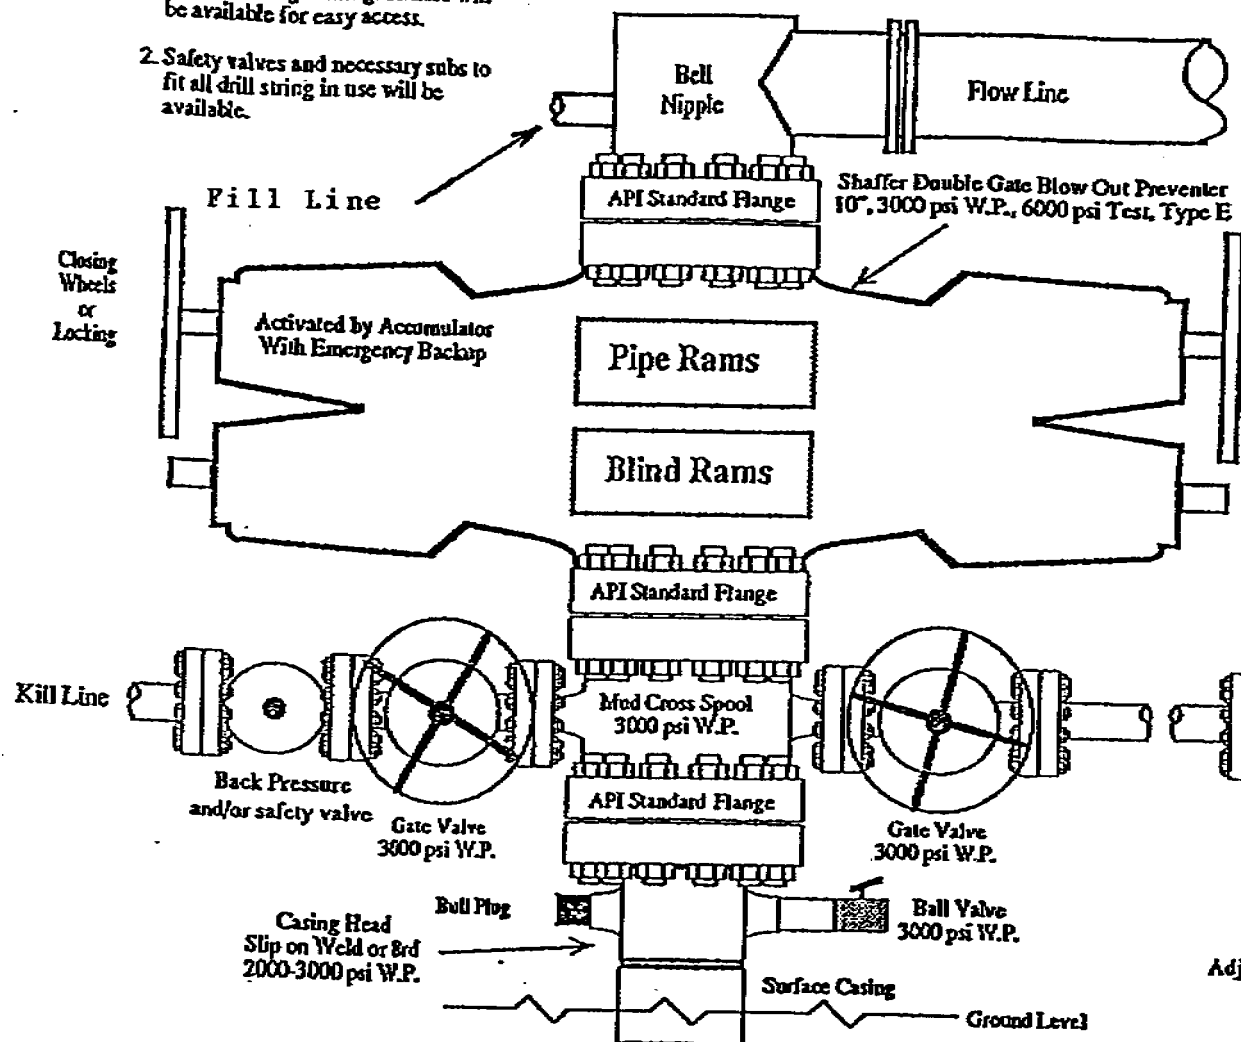 be available for easy access.
2. Safety valves and necessary subs to
fit all drill string in use will be
available.
Bell
Nipple
Flow Line
Fill Line
API Standard Flange
Shaffer Double Gate Blow Out Preventer
10", 3000 psi W.P., 6000 psi Test, Type E
Closing
Wheels
or
Locking
Activated by Accumulator
With Emergency Backup
Pipe Rams
Blind Rams
API Standard Flange
Kill Line
Mud Cross Spool
3000 psi W.P.
Back Pressure
and/or safety valve
Gate Valve
3000 psi W.P.
API Standard Flange
Gate Valve
3000 psi W.P.
Bull Plug
Ball Valve
3000 psi W.P.
Casing Head
Slip on Weld or 8rd
2000-3000 psi W.P.
Surface Casing
Adj
Ground Level